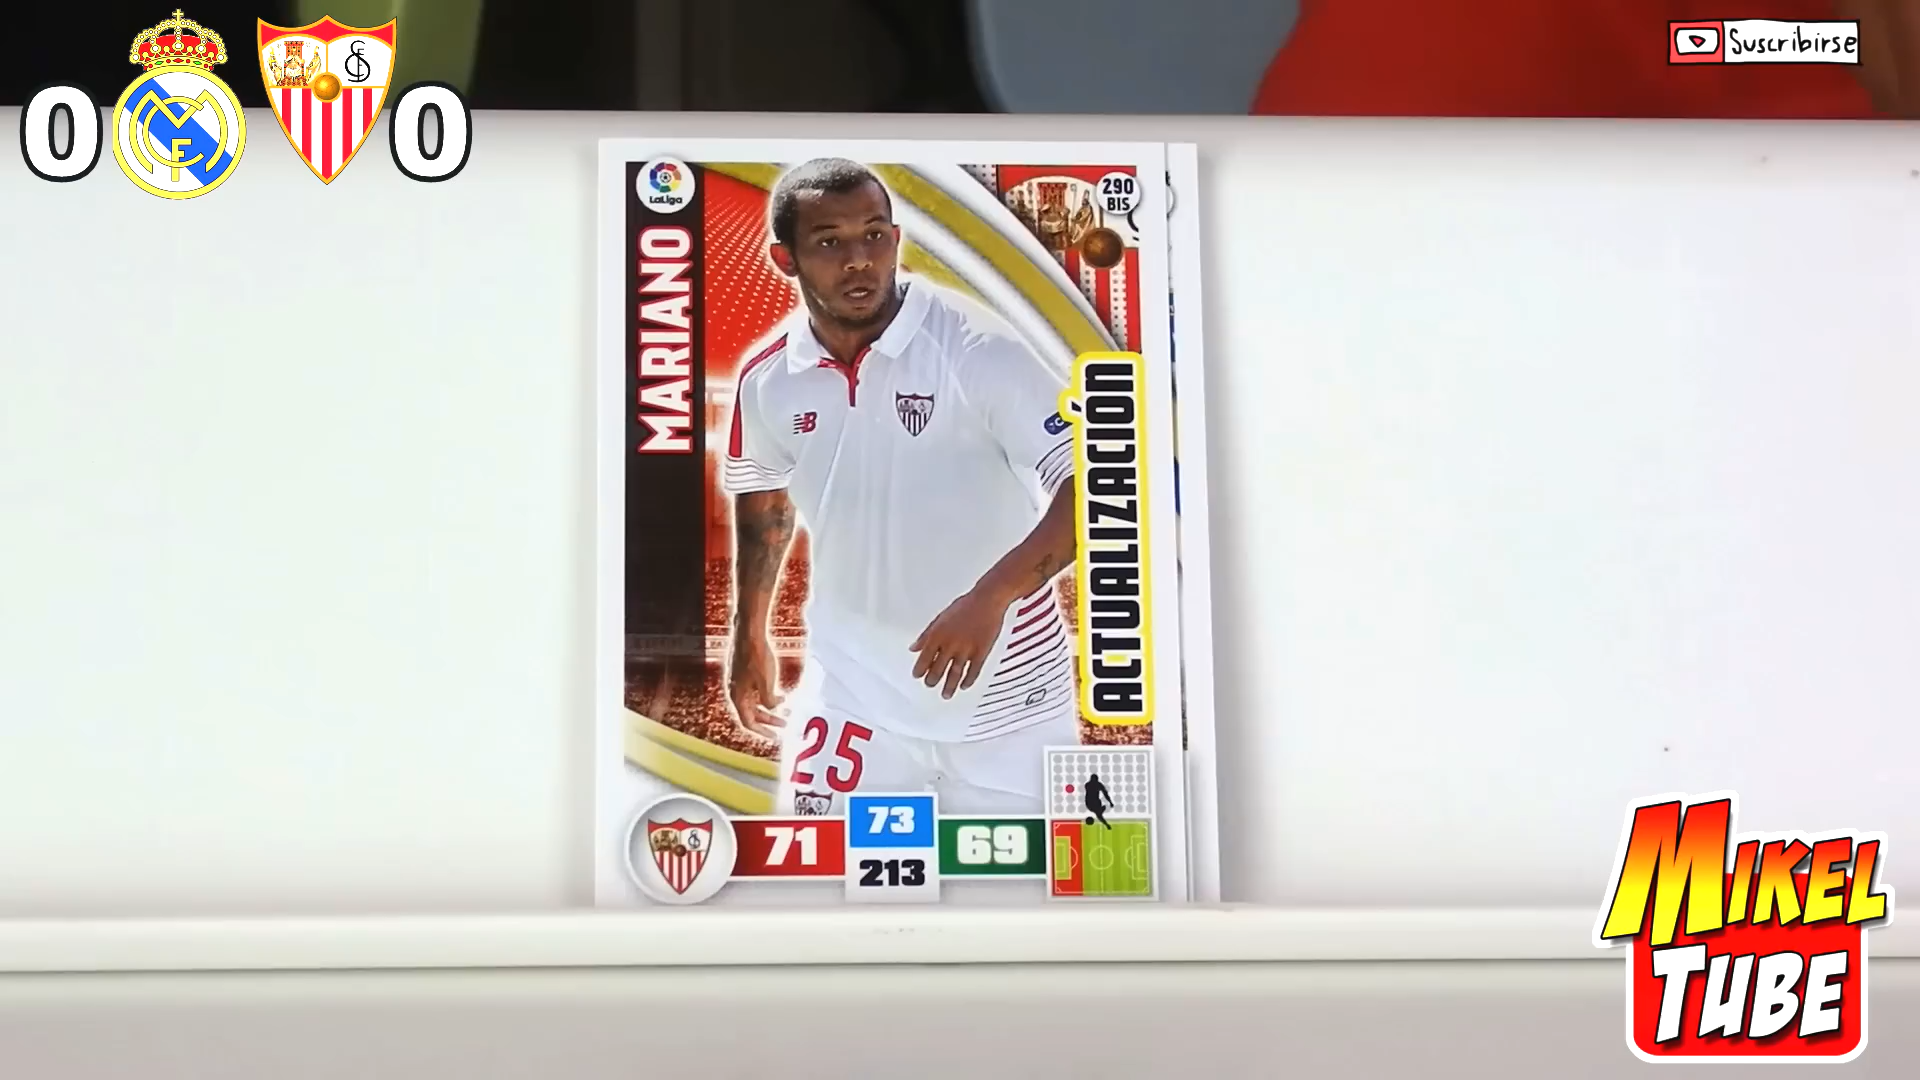 0
0
Suscribirse
LaLiga
290
BIS
MARIANO
ACTUALIZACIÓN
25
71
73
213
69
MIKEL
TUBE